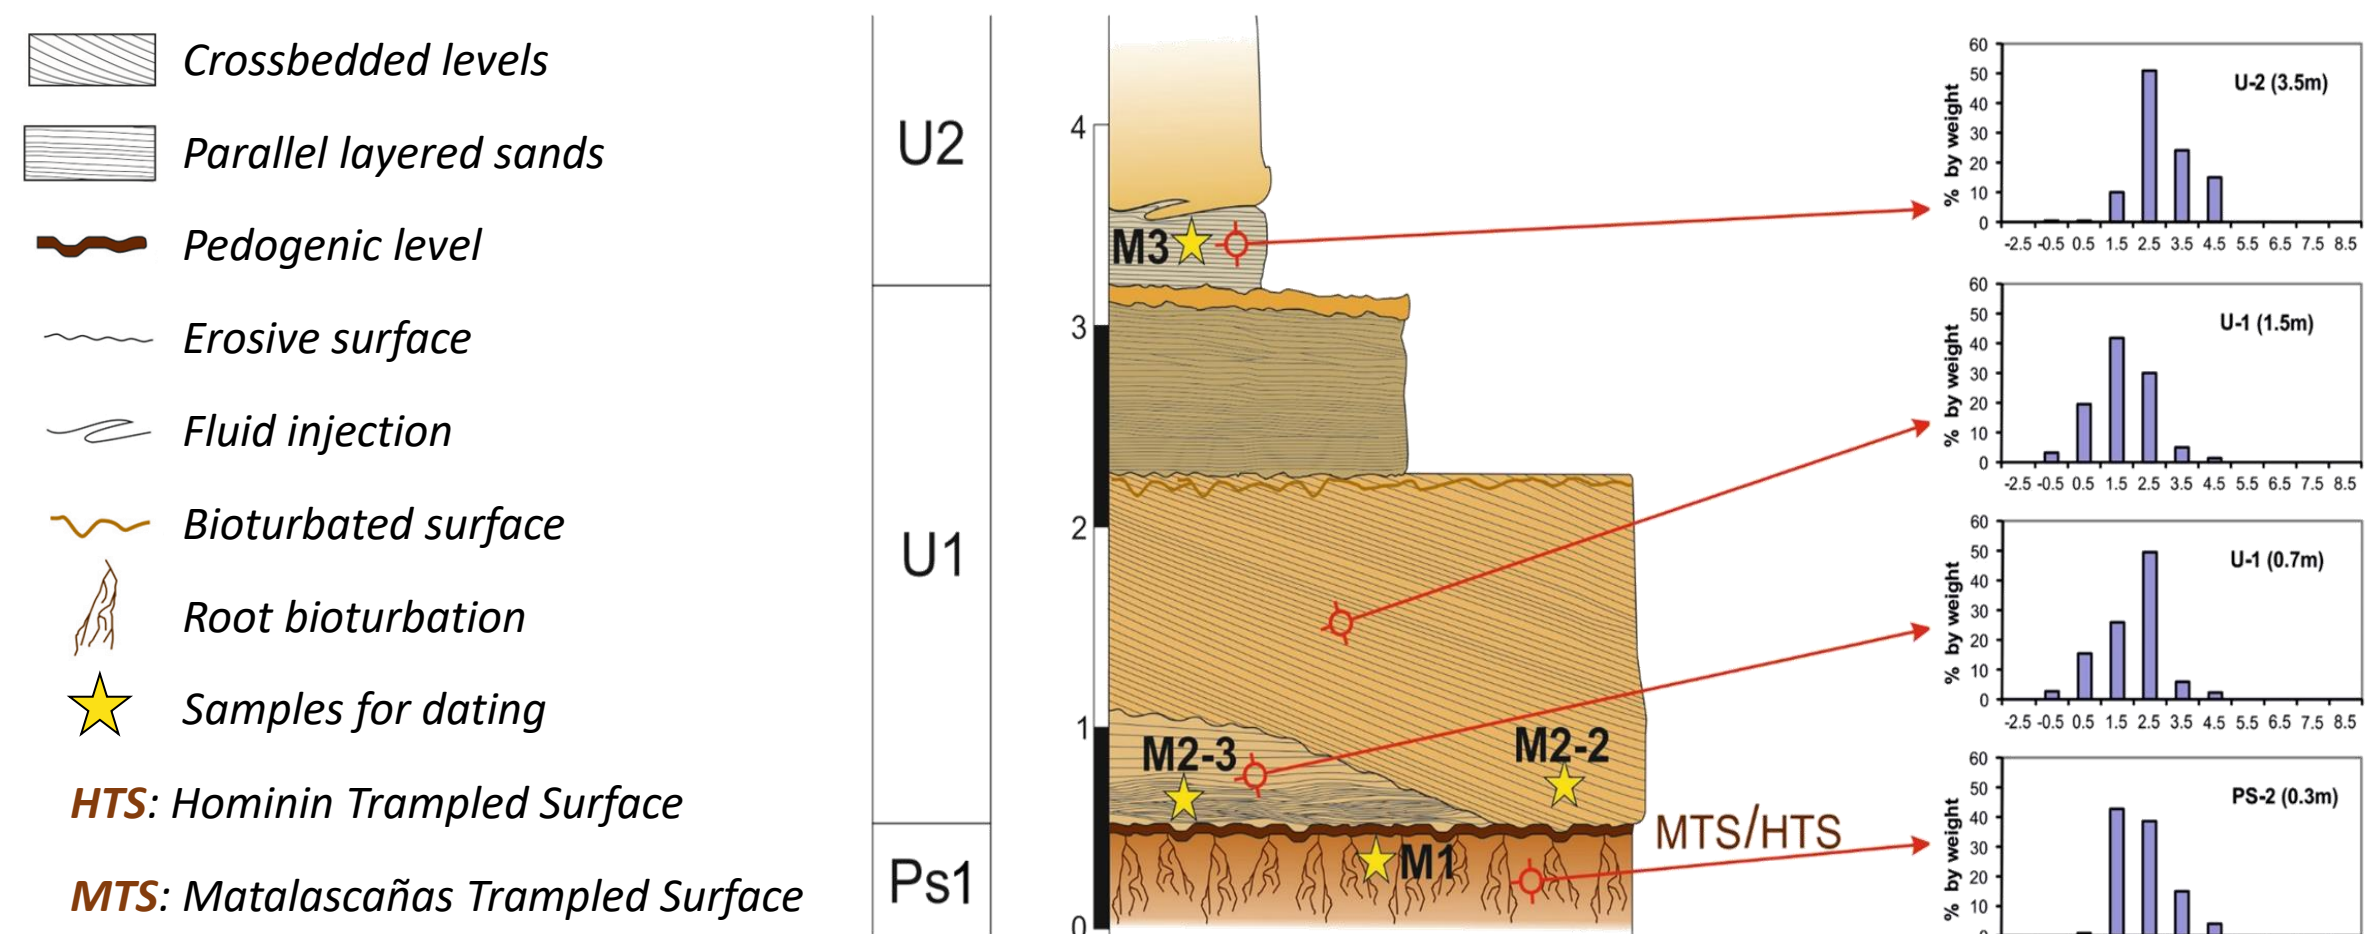 Crossbedded levels
Parallel layered sands
Pedogenic level
Erosive surface
Fluid injection
Bioturbated surface
Root bioturbation
Samples for dating
HTS: Hominin Trampled Surface
MTS: Matalascañas Trampled Surface
U2
U1
Ps1
4
3
2
1
0
M3
M2-3
M2-2
M1
MTS/HTS
% by weight
60
50
40
30
20
10
0
U-2 (3.5m)
-2.5 -0.5 0.5 1.5 2.5 3.5 4.5 5.5 6.5 7.5 8.5
% by weight
60
50
40
30
20
10
0
U-1 (1.5m)
-2.5 -0.5 0.5 1.5 2.5 3.5 4.5 5.5 6.5 7.5 8.5
% by weight
60
50
40
30
20
10
0
U-1 (0.7m)
-2.5 -0.5 0.5 1.5 2.5 3.5 4.5 5.5 6.5 7.5 8.5
% by weight
60
50
40
30
20
10
PS-2 (0.3m)